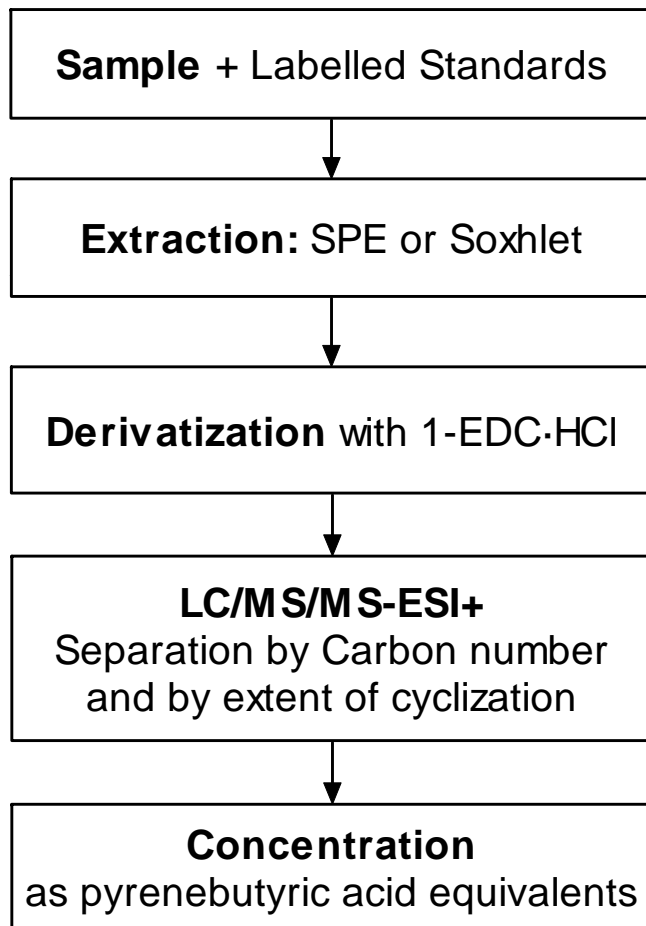 Sample + Labelled Standards
Extraction: SPE or Soxhlet
Derivatization with 1-EDC·HCl
LC/MS/MS-ESI+
Separation by Carbon number
and by extent of cyclization
Concentration
as pyrenebutyric acid equivalents